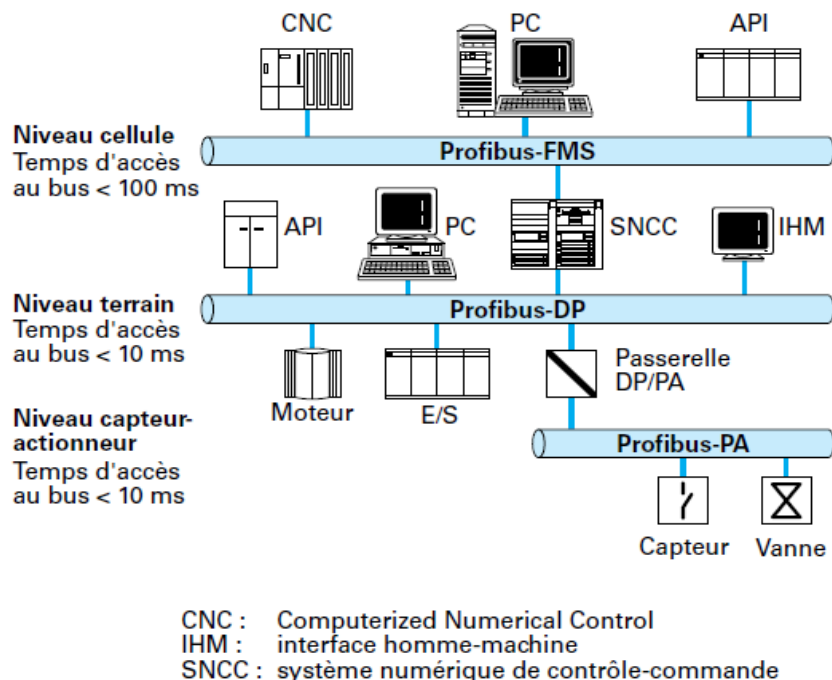 CNC
PC
API
Niveau cellule
Temps d'accès
au bus < 100 ms
Profibus-FMS
API
PC
SNCC
IHM
Niveau terrain
Temps d'accès
au bus < 10 ms
Profibus-DP
Moteur
E/S
Passerelle
DP/PA
Niveau capteur-
actionneur
Temps d'accès
au bus < 10 ms
Profibus-PA
Capteur
Vanne
CNC : Computerized Numerical Control
IHM : interface homme-machine
SNCC : système numérique de contrôle-commande